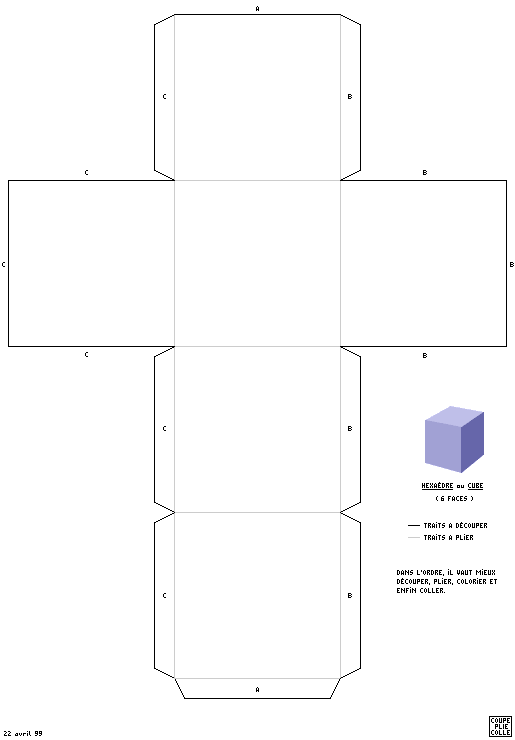 A
C
B
C
B
C
B
C
B
C
B
HEXAÈDRE ou CUBE
( 6 FACES )
TRAITS A DÉCOUPER
TRAITS A PLIER
DANS L'ORDRE, iL VAUT MiEUX
DÉCOUPER, PLIER, COLORIER ET
ENFiN COLLER.
C
B
A
22 avril 99
COUPE
PLIE
COLLE